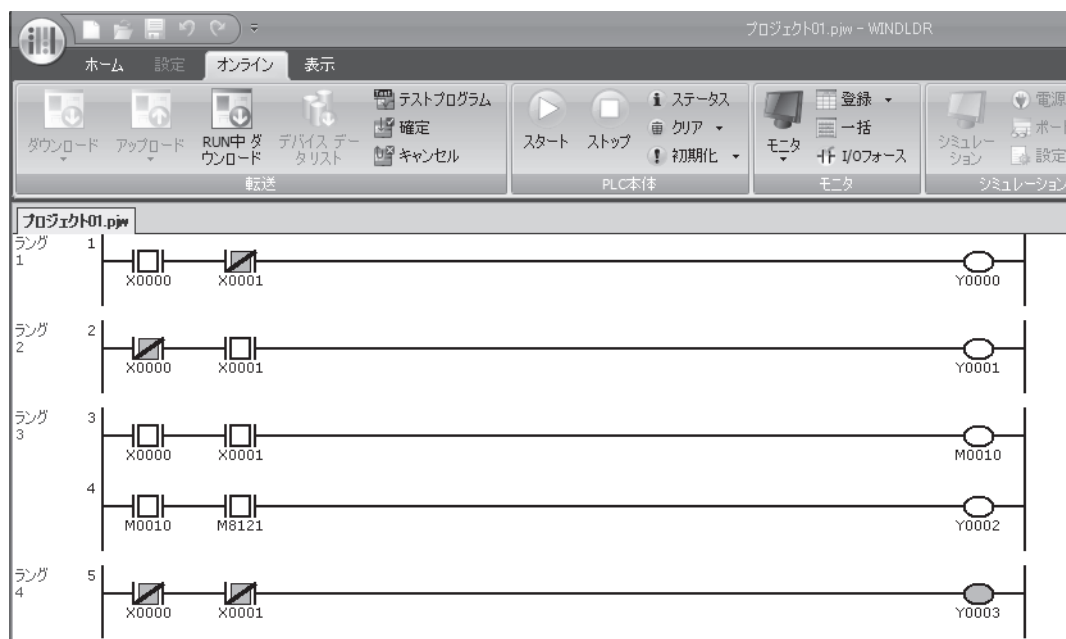 プロジェクト01.pjw - WINDLDR
ホーム 設定 オンライン 表示
ダウンロード
アップロード
RUN中 ダウンロード
デバイス データリスト
テストプログラム
確定
キャンセル
転送
スタート
ストップ
ステータス
クリア
初期化
PLC本体
モニタ
登録
一括
I/Oフォース
モニタ
シミュレーション
電源
ポー
設定
シミュレーション
プロジェクト01.pjw
ラング 1
1
X0000 X0001 Y0000
ラング 2
2
X0000 X0001 Y0001
ラング 3
3
X0000 X0001 M0010
4
M0010 M8121 Y0002
ラング 5
4
X0000 X0001 Y0003